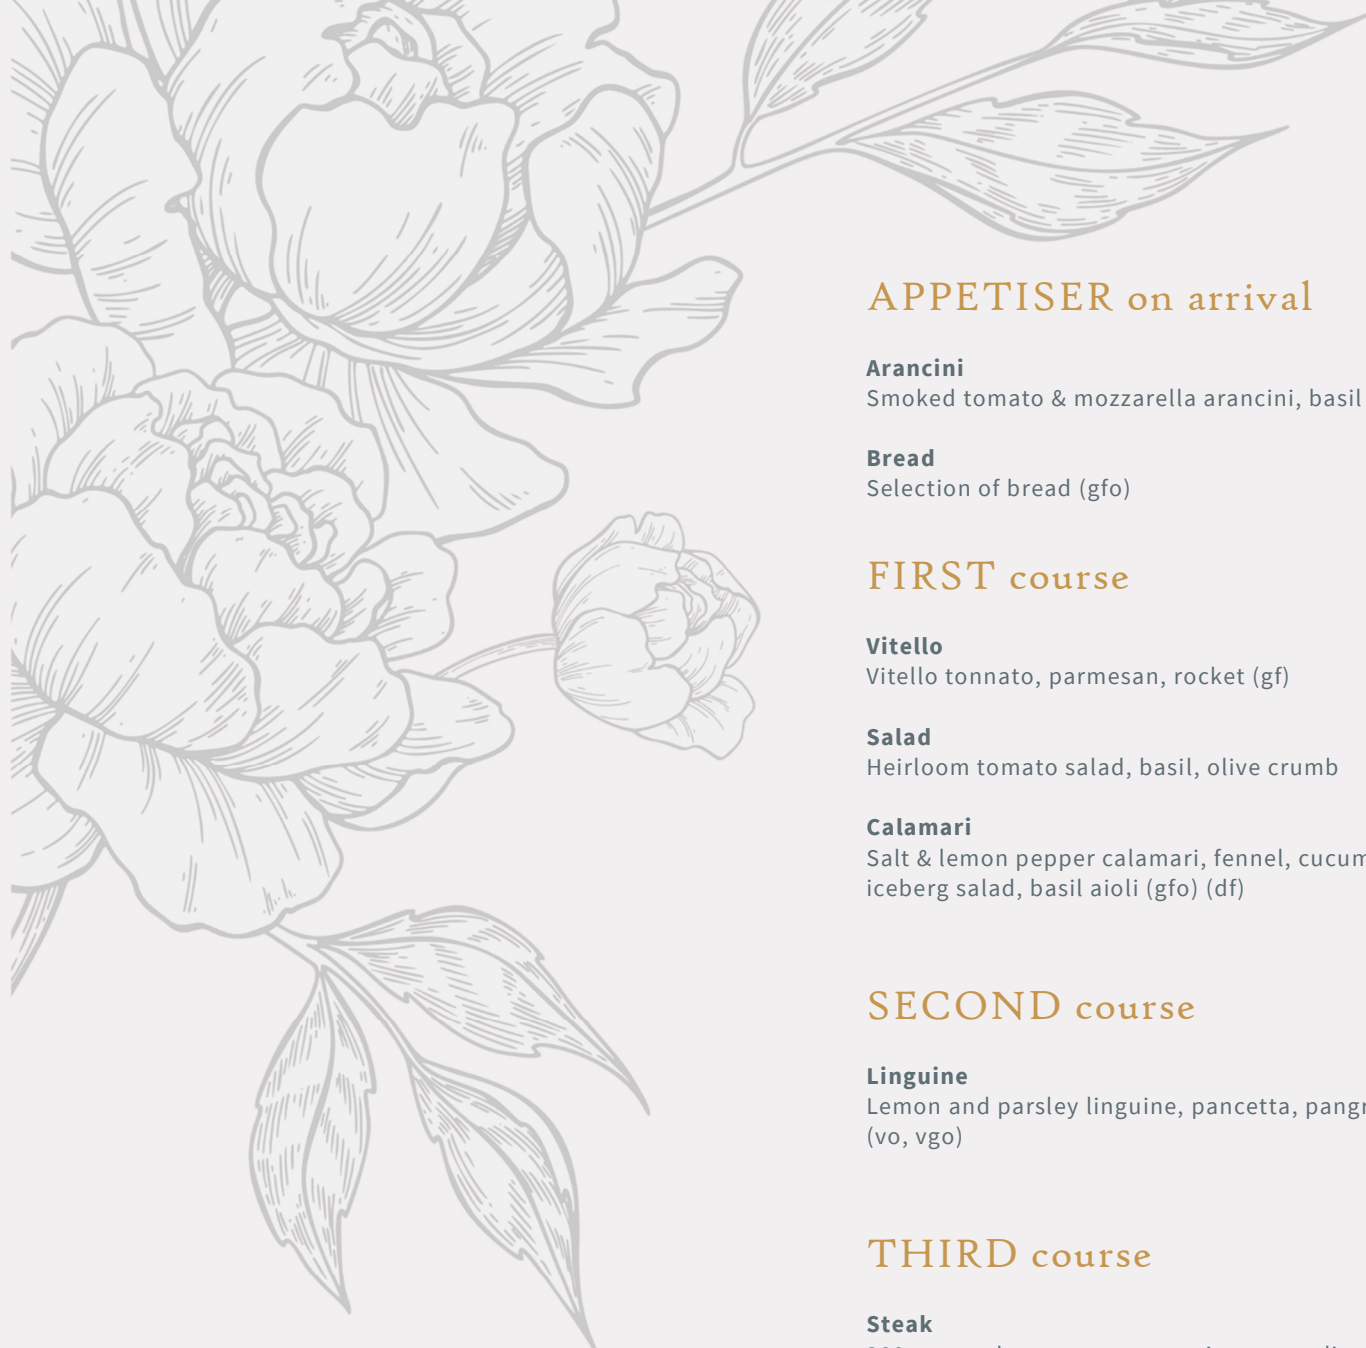 APPETISER on arrival
Arancini
Smoked tomato & mozzarella arancini, basil
Bread
Selection of bread (gfo)
FIRST course
Vitello
Vitello tonnato, parmesan, rocket (gf)
Salad
Heirloom tomato salad, basil, olive crumb
Calamari
Salt & lemon pepper calamari, fennel, cucum
iceberg salad, basil aioli (gfo) (df)
SECOND course
Linguine
Lemon and parsley linguine, pancetta, pangr
(vo, vgo)
THIRD course
Steak